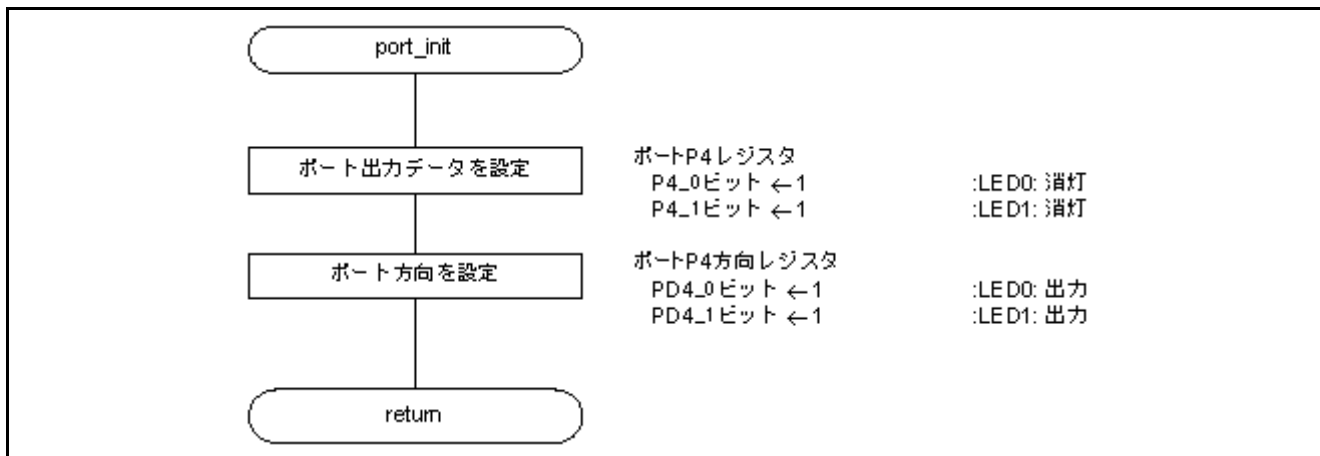 port_init
ポート出力データを設定
ポートP4レジスタ
P4_0ビット ←1 :LED0: 消灯
P4_1ビット ←1 :LED1: 消灯
ポート方向を設定
ポートP4方向レジスタ
PD4_0ビット ←1 :LED0: 出力
PD4_1ビット ←1 :LED1: 出力
return